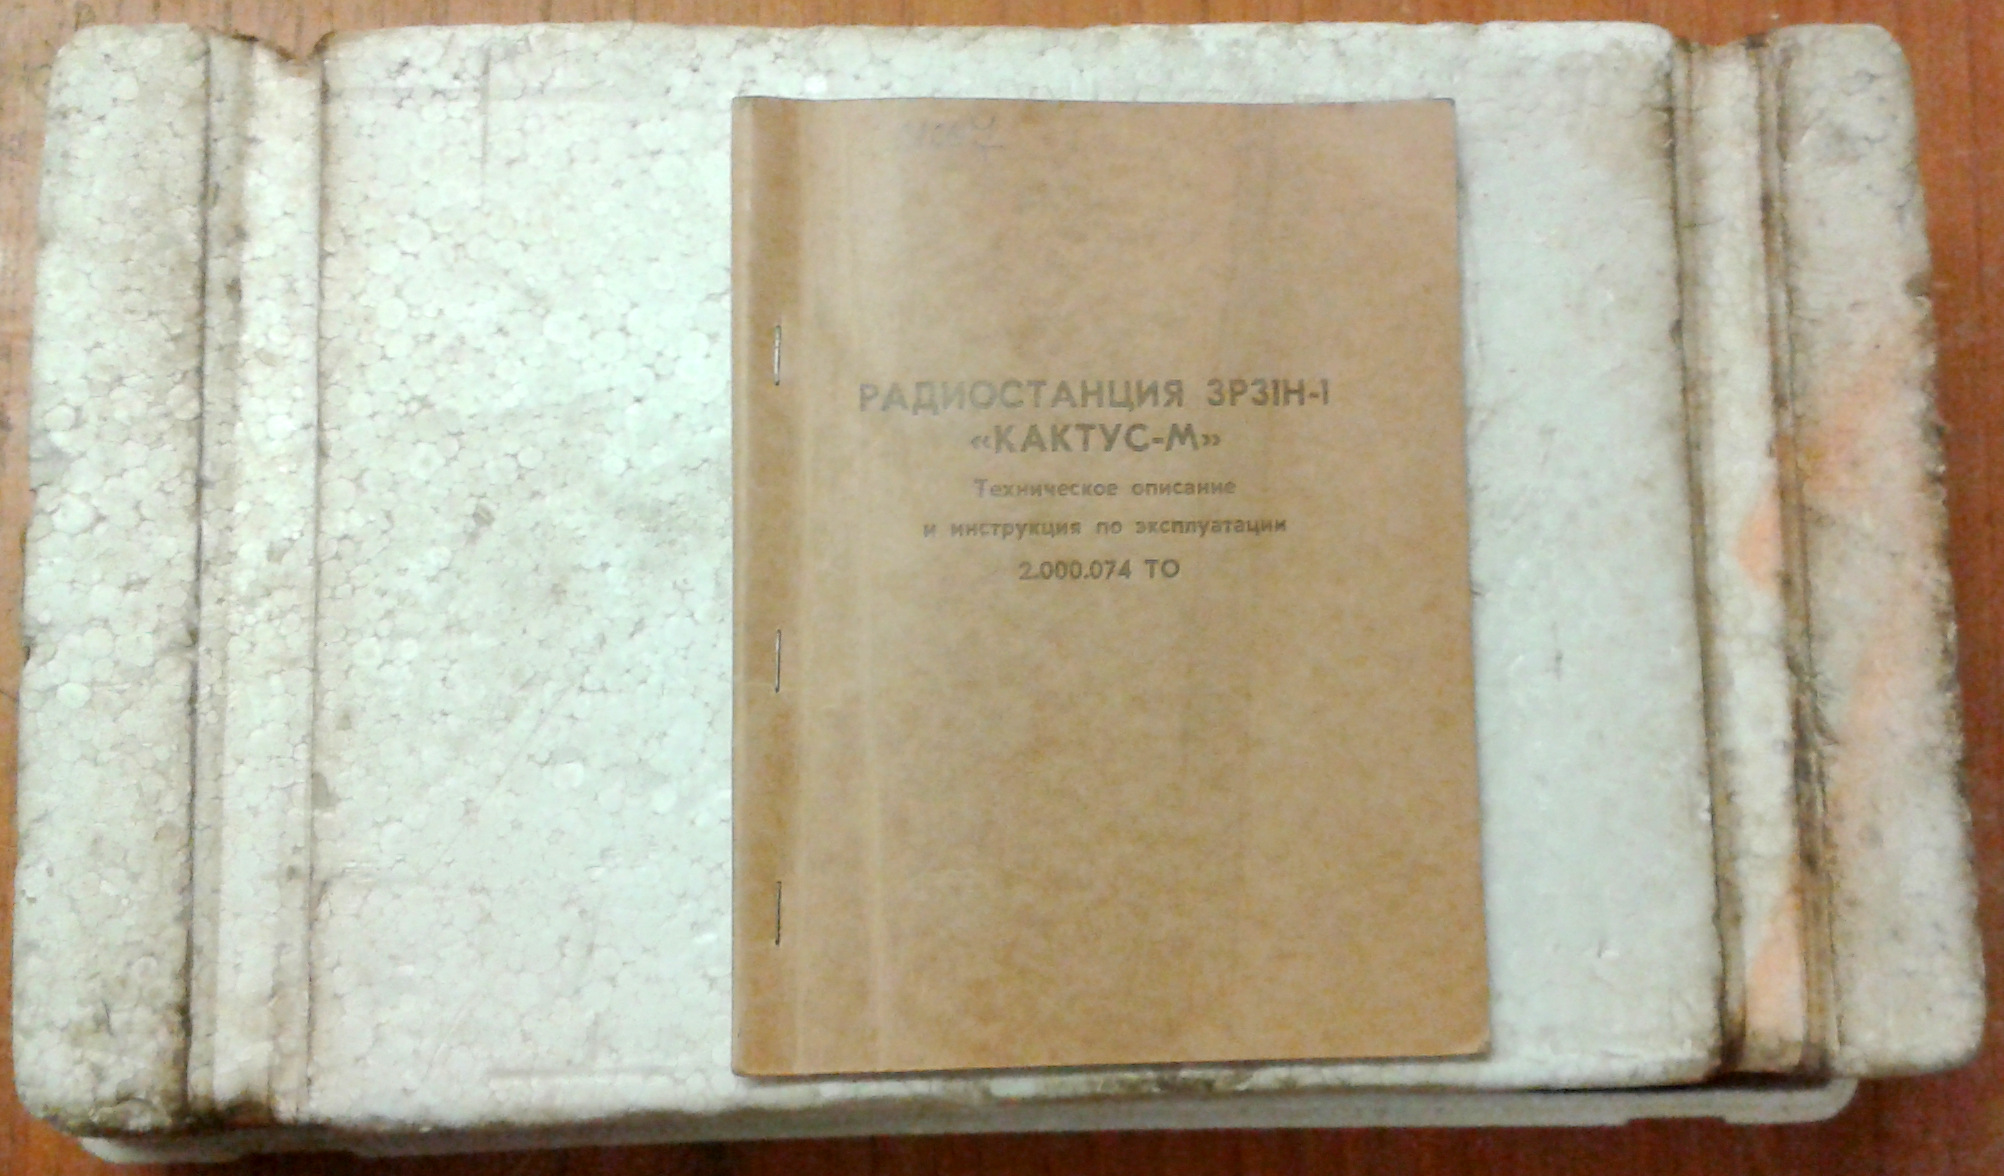 РАДИОСТАНЦИЯ 3Р31Н-1
«КАКТУС-М»
Техническое описание
и инструкция по эксплуатации
2.000.074 ТО